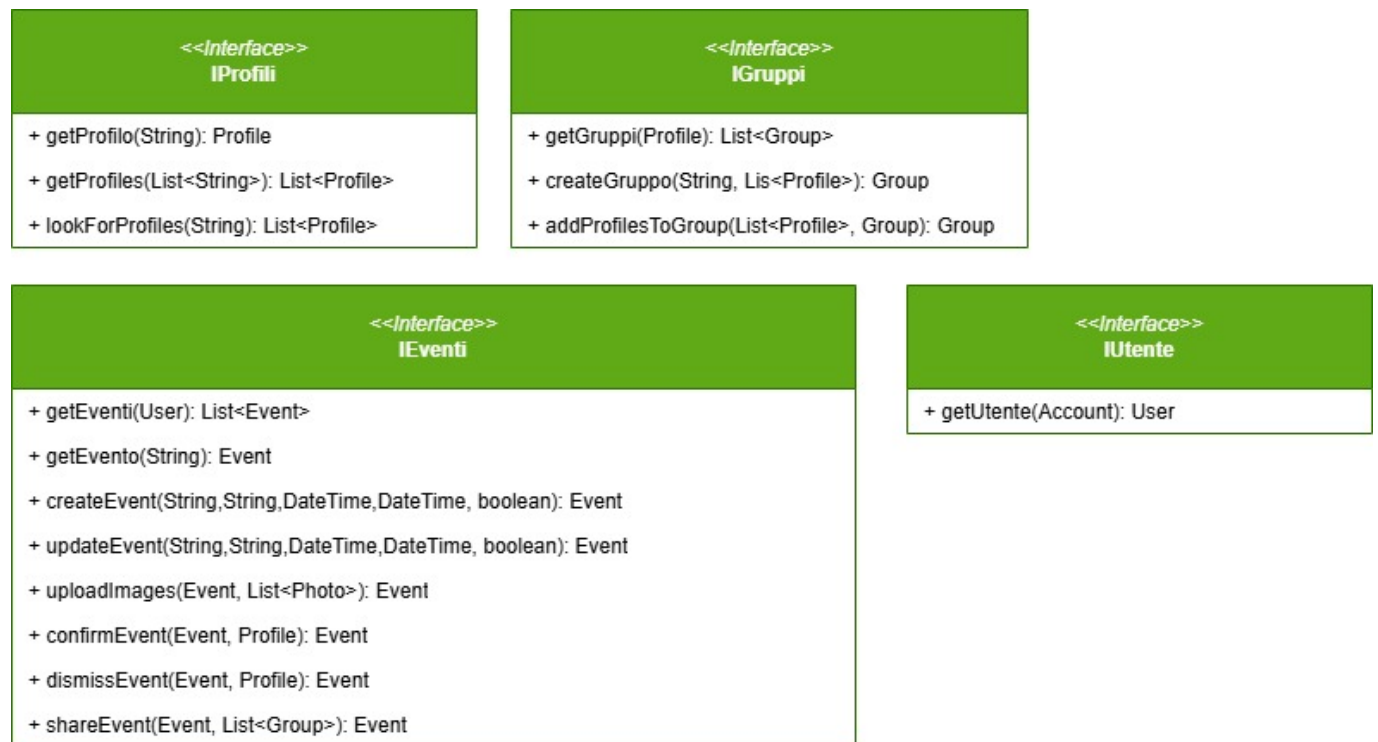 <<Interface>>
IProfili
+ getProfilo(String): Profile
+ getProfiles(List<String>): List<Profile>
+ lookForProfiles(String): List<Profile>
<<Interface>>
IGruppi
+ getGruppi(Profile): List<Group>
+ createGruppo(String, Lis<Profile>): Group
+ addProfilesToGroup(List<Profile>, Group): Group
<<Interface>>
IEventi
+ getEventi(User): List<Event>
+ getEvento(String): Event
+ createEvent(String,String,DateTime,DateTime, boolean): Event
+ updateEvent(String,String,DateTime,DateTime, boolean): Event
+ uploadImages(Event, List<Photo>): Event
+ confirmEvent(Event, Profile): Event
+ dismissEvent(Event, Profile): Event
+ shareEvent(Event, List<Group>): Event
<<Interface>>
IUtente
+ getUtente(Account): User